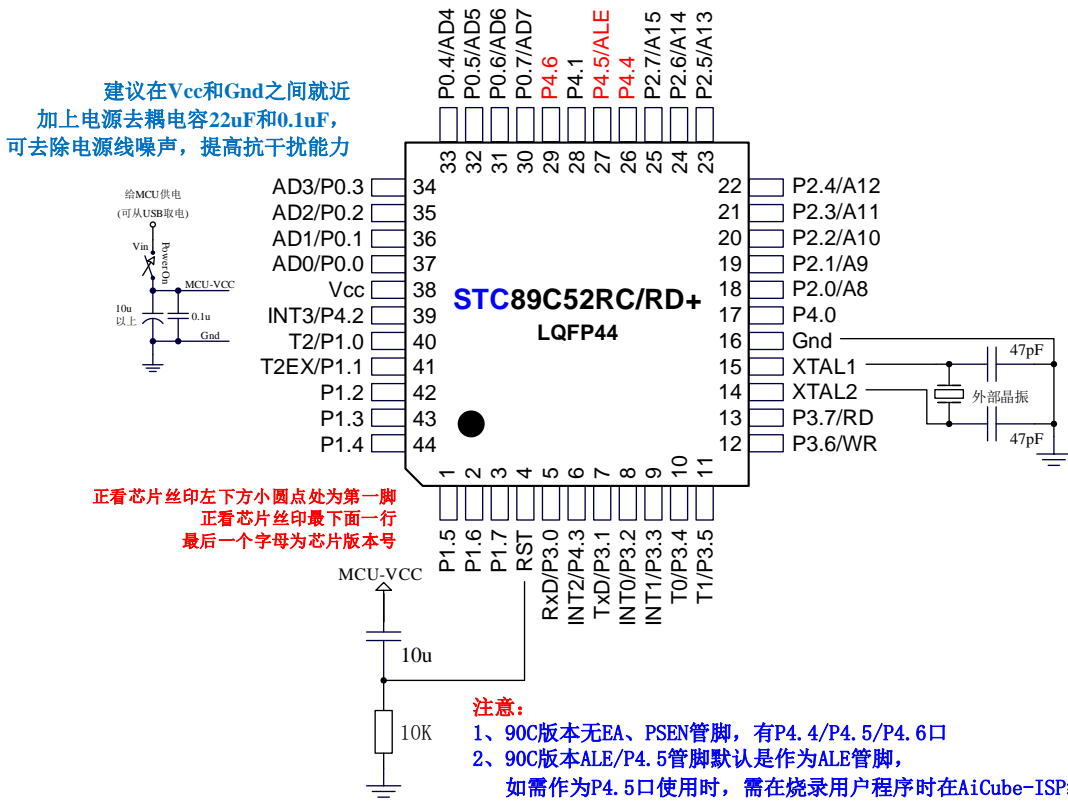 P0.4/AD4
P0.5/AD5
P0.6/AD6
P0.7/AD7
P4.6
P4.1
P4.5/ALE
P4.4
P2.7/A15
P2.6/A14
P2.5/A13
33
32
31
30
29
28
27
26
25
24
23
建议在Vcc和Gnd之间就近
加上电源去耦电容22uF和0.1uF，
可去除电源线噪声，提高抗干扰能力
给MCU供电
(可从USB取电)
Vin
Power On
MCU-VCC
10u
以上
0.1u
Gnd
AD3/P0.3 34
AD2/P0.2 35
AD1/P0.1 36
AD0/P0.0 37
Vcc 38
INT3/P4.2 39
T2/P1.0 40
T2EX/P1.1 41
P1.2 42
P1.3 43
P1.4 44
STC89C52RC/RD+
LQFP44
22 P2.4/A12
21 P2.3/A11
20 P2.2/A10
19 P2.1/A9
18 P2.0/A8
17 P4.0
16 Gnd
15 XTAL1
14 XTAL2
13 P3.7/RD
12 P3.6/WR
47pF
外部晶振
47pF
1
2
3
4
5
6
7
8
9
10
11
P1.5
P1.6
P1.7
RST
RxD/P3.0
INT2/P4.3
TxD/P3.1
INT0/P3.2
INT1/P3.3
T0/P3.4
T1/P3.5
正看芯片丝印左下方小圆点处为第一脚
正看芯片丝印最下面一行
最后一个字母为芯片版本号
MCU-VCC
10u
10K
注意：
1、90C版本无EA、PSEN管脚，有P4.4/P4.5/P4.6口
2、90C版本ALE/P4.5管脚默认是作为ALE管脚，
如需作为P4.5口使用时，需在烧录用户程序时在AiCube-ISP